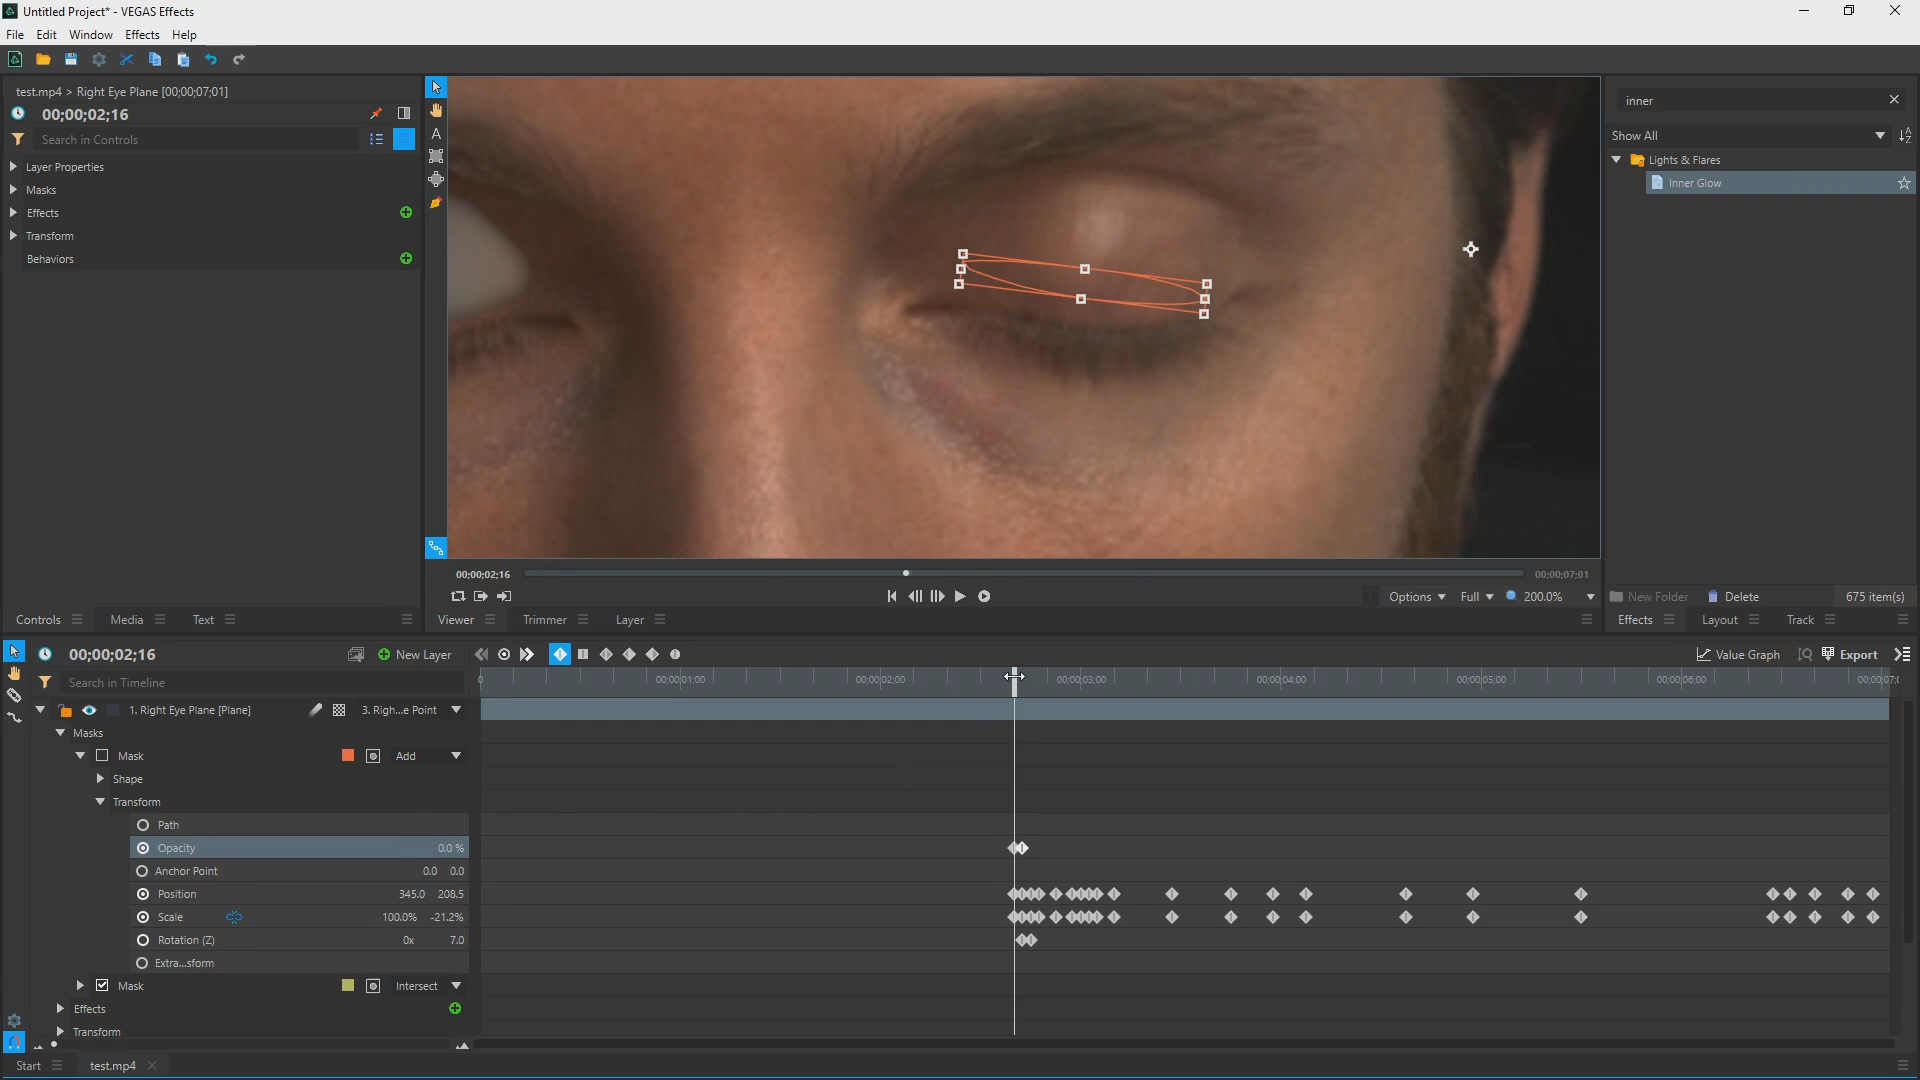 Untitled Project* - VEGAS Effects
File Edit Window Effects Help
test.mp4 > Right Eye Plane [00;00;07;01]
00;00;02;16
Search in Controls
Layer Properties
Masks
Effects
Transform
Behaviors
Controls Media Text
A
00;00;02;16
00;00;07;01
Options Full 200.0%
Viewer Trimmer Layer
inner
Show All
Lights & Flares
Inner Glow
New Folder Delete 675 item(s)
Effects Layout Track
00;00;02;16 New Layer
Value Graph Export
Search in Timeline
0 00;00;01;00 00;00;02;00 00;00;03;00 00;00;04;00 00;00;05;00 00;00;06;00 00;00;07;0
1. Right Eye Plane [Plane] 3. Righ...e Point
Masks
Mask Add
Shape
Transform
Path
Opacity 0.0 %
Anchor Point 0.0 0.0
Position 345.0 208.5
Scale 100.0% -21.2%
Rotation (Z) 0x 7.0
Extra...sform
Mask Intersect
Effects
Transform
Start test.mp4